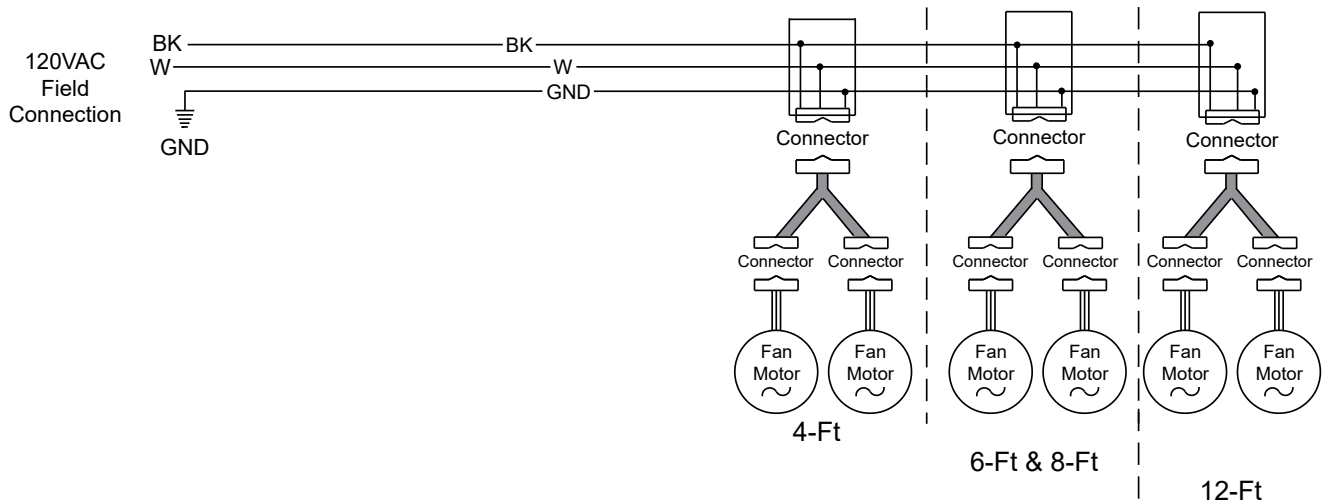 120VAC
Field
Connection
BK
W
GND
BK
W
GND
Connector
Connector
Connector
Connector Connector
Connector Connector
Connector Connector
Fan
Motor
Fan
Motor
Fan
Motor
Fan
Motor
Fan
Motor
Fan
Motor
4-Ft
6-Ft & 8-Ft
12-Ft